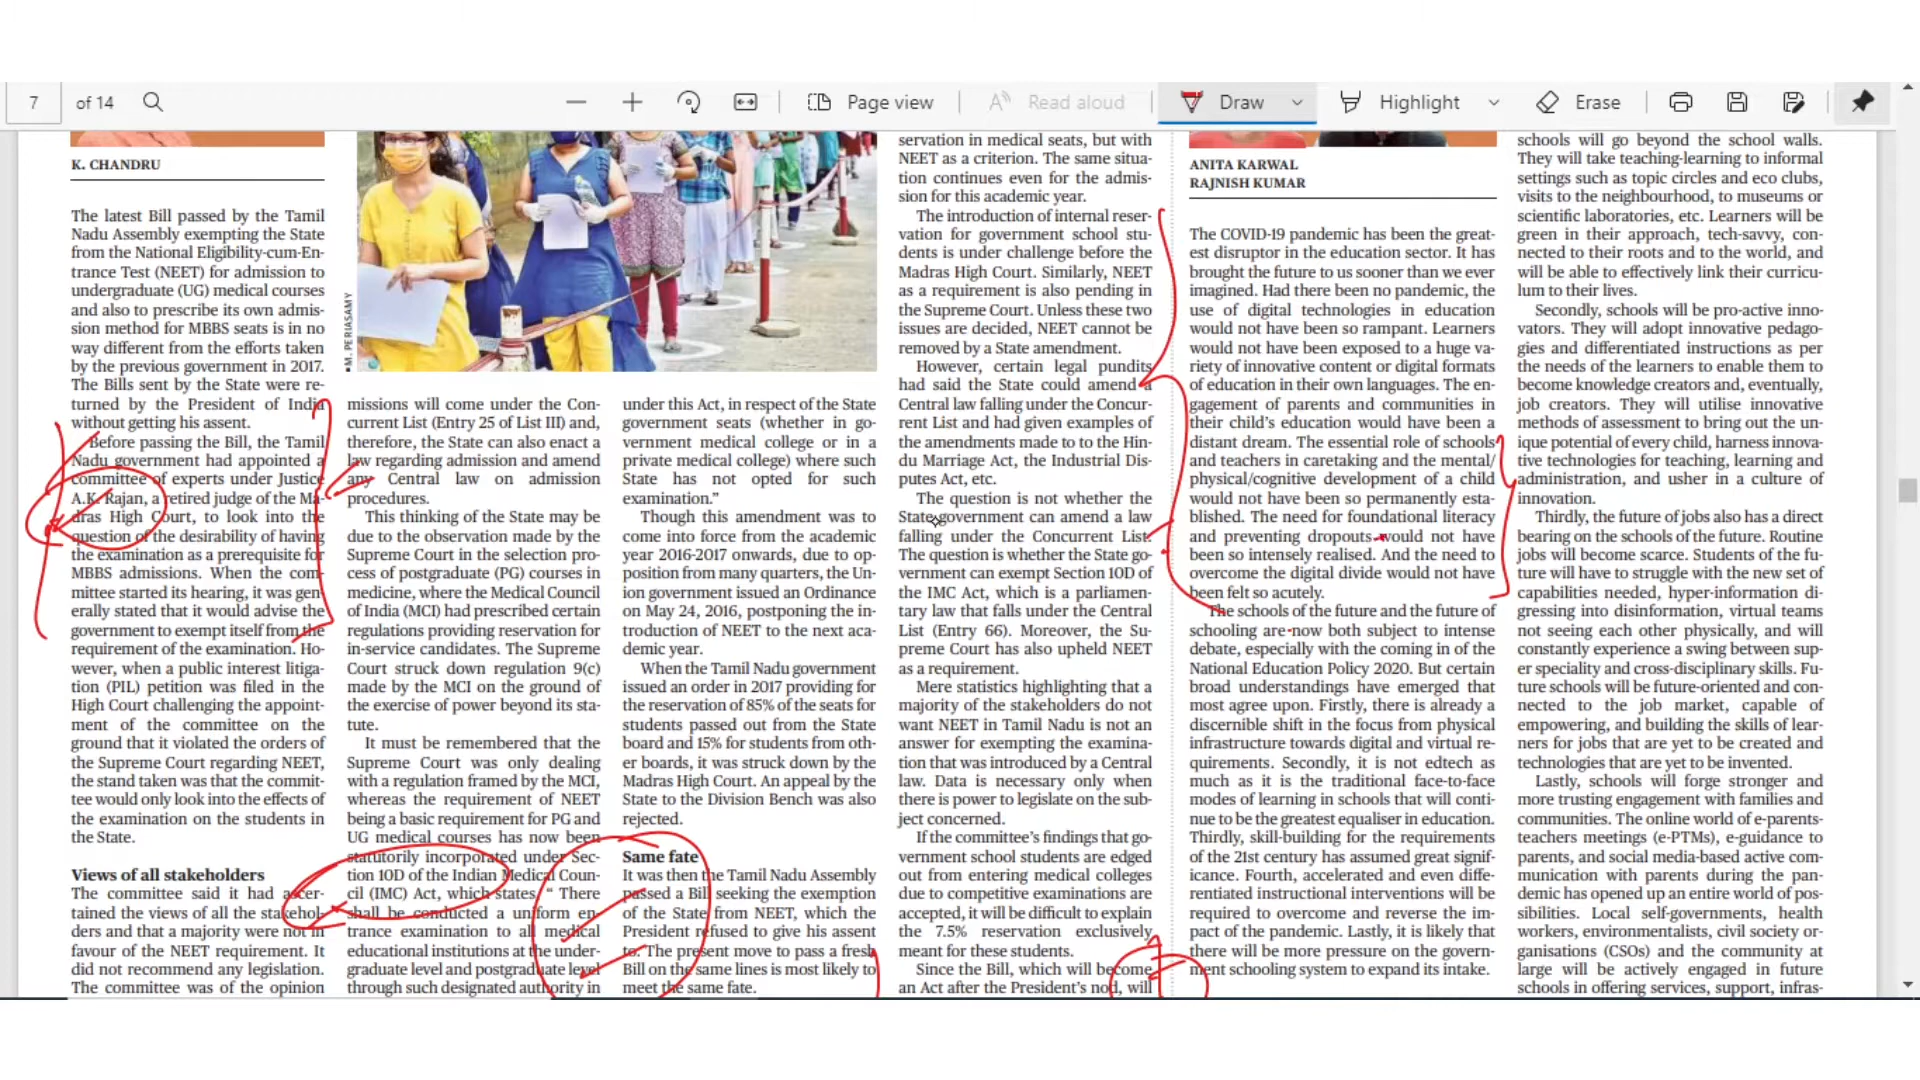 7
of 14
Page view
Read aloud
Draw
Highlight
Erase
K. CHANDRU
The latest Bill passed by the Tamil
Nadu Assembly exempting the State
from the National Eligibility-cum-En-
trance Test (NEET) for admission to
undergraduate (UG) medical courses
and also to prescribe its own admis-
sion method for MBBS seats is in no
way different from the efforts taken
by the previous government in 2017.
The Bills sent by the State were re-
turned by the President of India
without getting his assent.
Before passing the Bill, the Tamil
Nadu government had appointed a
committee of experts under Justice
A.K. Rajan, a retired judge of the Ma-
dras High Court, to look into the
question of the desirability of having
the examination as a prerequisite for
MBBS admissions. When the com-
mittee started its hearing, it was gen-
erally stated that it would advise the
government to exempt itself from the
requirement of the examination. Ho-
wever, when a public interest litiga-
tion (PIL) petition was filed in the
High Court challenging the appoint-
ment of the committee on the
ground that it violated the orders of
the Supreme Court regarding NEET,
the stand taken was that the commit-
tee would only look into the effects of
the examination on the students in
the State.
Views of all stakeholders
The committee said it had ascer-
tained the views of all the stakehol-
ders and that a majority were not in
favour of the NEET requirement. It
did not recommend any legislation.
The committee was of the opinion
M. PERIASAMY
missions will come under the Con-
current List (Entry 25 of List III) and,
therefore, the State can also enact a
law regarding admission and amend
any Central law on admission
procedures.
This thinking of the State may be
due to the observation made by the
Supreme Court in the selection pro-
cess of postgraduate (PG) courses in
medicine, where the Medical Council
of India (MCI) had prescribed certain
regulations providing reservation for
in-service candidates. The Supreme
Court struck down regulation 9(c)
made by the MCI on the ground of
the exercise of power beyond its sta-
tute.
It must be remembered that the
Supreme Court was only dealing
with a regulation framed by the MCI,
whereas the requirement of NEET
being a basic requirement for PG and
UG medical courses has now been
statutorily incorporated under Sec-
tion 10D of the Indian Medical Coun-
cil (IMC) Act, which states, “ There
shall be conducted a uniform en-
trance examination to all medical
educational institutions at the under-
graduate level and postgraduate level
through such designated authority in
under this Act, in respect of the State
government seats (whether in go-
vernment medical college or in a
private medical college) where such
State has not opted for such
examination.”
Though this amendment was to
come into force from the academic
year 2016-2017 onwards, due to op-
position from many quarters, the Un-
ion government issued an Ordinance
on May 24, 2016, postponing the in-
troduction of NEET to the next aca-
demic year.
When the Tamil Nadu government
issued an order in 2017 providing for
the reservation of 85% of the seats for
students passed out from the State
board and 15% for students from oth-
er boards, it was struck down by the
Madras High Court. An appeal by the
State to the Division Bench was also
rejected.
Same fate
It was then the Tamil Nadu Assembly
passed a Bill seeking the exemption
of the State from NEET, which the
President refused to give his assent
to. The present move to pass a fresh
Bill on the same lines is most likely to
meet the same fate.
servation in medical seats, but with
NEET as a criterion. The same situa-
tion continues even for the admis-
sion for this academic year.
The introduction of internal reser-
vation for government school stu-
dents is under challenge before the
Madras High Court. Similarly, NEET
as a requirement is also pending in
the Supreme Court. Unless these two
issues are decided, NEET cannot be
removed by a State amendment.
However, certain legal pundits
had said the State could amend a
Central law falling under the Concur-
rent List and had given examples of
the amendments made to to the Hin-
du Marriage Act, the Industrial Dis-
putes Act, etc.
The question is not whether the
State government can amend a law
falling under the Concurrent List.
The question is whether the State go-
vernment can exempt Section 10D of
the IMC Act, which is a parliamen-
tary law that falls under the Central
List (Entry 66). Moreover, the Su-
preme Court has also upheld NEET
as a requirement.
Mere statistics highlighting that a
majority of the stakeholders do not
want NEET in Tamil Nadu is not an
answer for exempting the examina-
tion that was introduced by a Central
law. Data is necessary only when
there is power to legislate on the sub-
ject concerned.
If the committee’s findings that go-
vernment school students are edged
out from entering medical colleges
due to competitive examinations are
accepted, it will be difficult to explain
the 7.5% reservation exclusively
meant for these students.
Since the Bill, which will become
an Act after the President’s nod, will
ANITA KARWAL
RAJNISH KUMAR
The COVID-19 pandemic has been the great-
est disruptor in the education sector. It has
brought the future to us sooner than we ever
imagined. Had there been no pandemic, the
use of digital technologies in education
would not have been so rampant. Learners
would not have been exposed to a huge va-
riety of innovative content or digital formats
of education in their own languages. The en-
gagement of parents and communities in
their child’s education would have been a
distant dream. The essential role of schools
and teachers in caretaking and the mental/
physical/cognitive development of a child
would not have been so permanently esta-
blished. The need for foundational literacy
and preventing dropouts would not have
been so intensely realised. And the need to
overcome the digital divide would not have
been felt so acutely.
The schools of the future and the future of
schooling are now both subject to intense
debate, especially with the coming in of the
National Education Policy 2020. But certain
broad understandings have emerged that
most agree upon. Firstly, there is already a
discernible shift in the focus from physical
infrastructure towards digital and virtual re-
quirements. Secondly, it is not edtech as
much as it is the traditional face-to-face
modes of learning in schools that will conti-
nue to be the greatest equaliser in education.
Thirdly, skill-building for the requirements
of the 21st century has assumed great signif-
icance. Fourth, accelerated and even dif-
ferentiated instructional interventions will be
required to overcome and reverse the im-
pact of the pandemic. Lastly, it is likely that
there will be more pressure on the govern-
ment schooling system to expand its intake.
schools will go beyond the school walls.
They will take teaching-learning to informal
settings such as topic circles and eco clubs,
visits to the neighbourhood, to museums or
scientific laboratories, etc. Learners will be
green in their approach, tech-savvy, con-
nected to their roots and to the world, and
will be able to effectively link their curricu-
lum to their lives.
Secondly, schools will be pro-active inno-
vators. They will adopt innovative pedago-
gies and differentiated instructions as per
the needs of the learners to enable them to
become knowledge creators and, eventually,
job creators. They will utilise innovative
methods of assessment to bring out the un-
ique potential of every child, harness innova-
tive technologies for teaching, learning and
administration, and usher in a culture of
innovation.
Thirdly, the future of jobs also has a direct
bearing on the schools of the future. Routine
jobs will become scarce. Students of the fu-
ture will have to struggle with the new set of
capabilities needed, hyper-information di-
gressing into disinformation, virtual teams
not seeing each other physically, and will
constantly experience a swing between sup-
er speciality and cross-disciplinary skills. Fu-
ture schools will be future-oriented and con-
nected to the job market, capable of
empowering, and building the skills of lear-
ners for jobs that are yet to be created and
technologies that are yet to be invented.
Lastly, schools will forge stronger and
more trusting engagement with families and
communities. The online world of e-parents-
teachers meetings (e-PTMs), e-guidance to
parents, and social media-based active com-
munication with parents during the pan-
demic has opened up an entire world of pos-
sibilities. Local self-governments, health
workers, environmentalists, civil society or-
ganisations (CSOs) and the community at
large will be actively engaged in future
schools in offering services, support, infras-